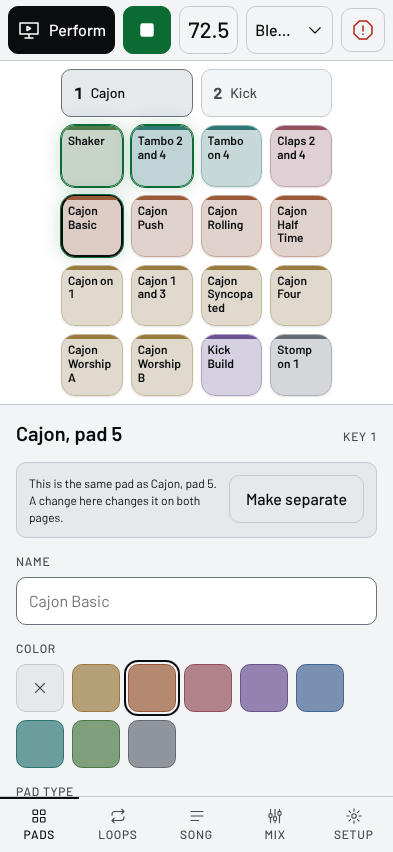 Perform
72.5
Ble...
1 Cajon
2 Kick
Shaker
Tambo 2
and 4
Tambo
on 4
Claps 2
and 4
Cajon
Basic
Cajon
Push
Cajon
Rolling
Cajon
Half
Time
Cajon on
1
Cajon 1
and 3
Cajon
Syncopa
ted
Cajon
Four
Cajon
Worship
A
Cajon
Worship
B
Kick
Build
Stomp
on 1
Cajon, pad 5
KEY 1
This is the same pad as Cajon, pad 5.
A change here changes it on both
pages.
Make separate
NAME
Cajon Basic
COLOR
PAD TYPE
PADS
LOOPS
SONG
MIX
SETUP